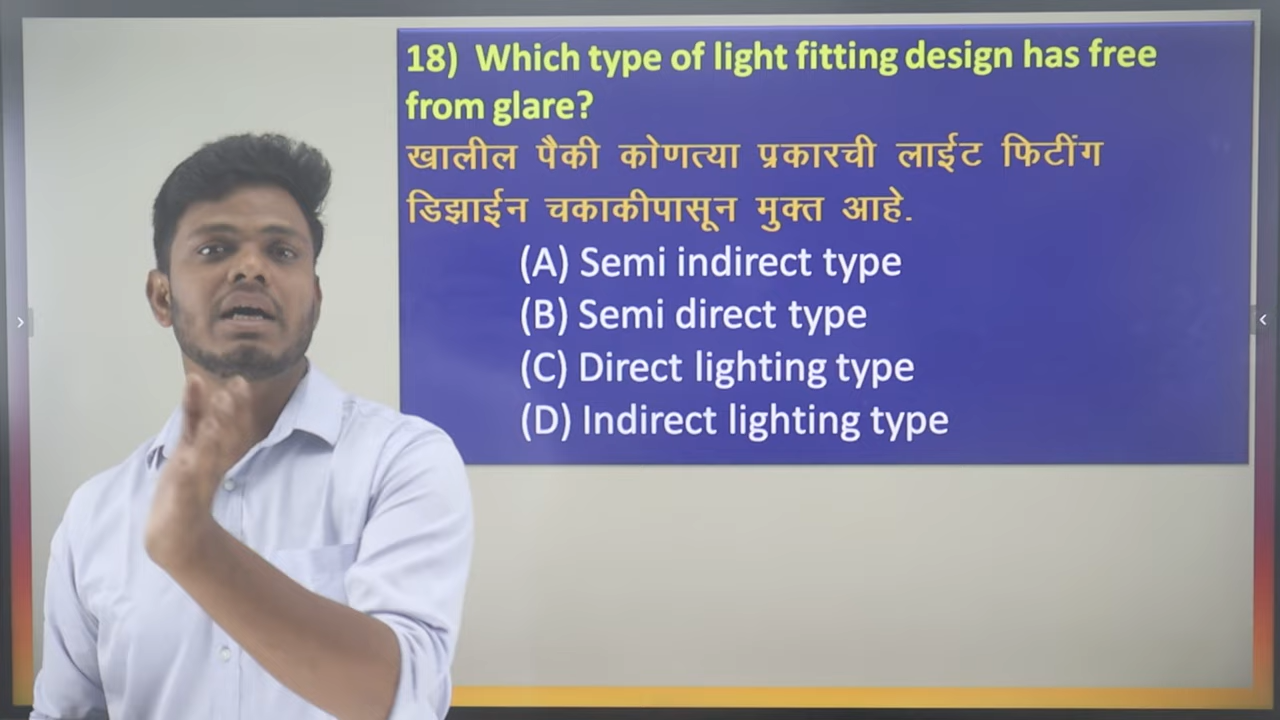 18) Which type of light fitting design has free
from glare?
खालील पैकी कोणत्या प्रकारची लाईट फिटींग
डिझाईन चकाकीपासून मुक्त आहे.
(A) Semi indirect type
(B) Semi direct type
(C) Direct lighting type
(D) Indirect lighting type